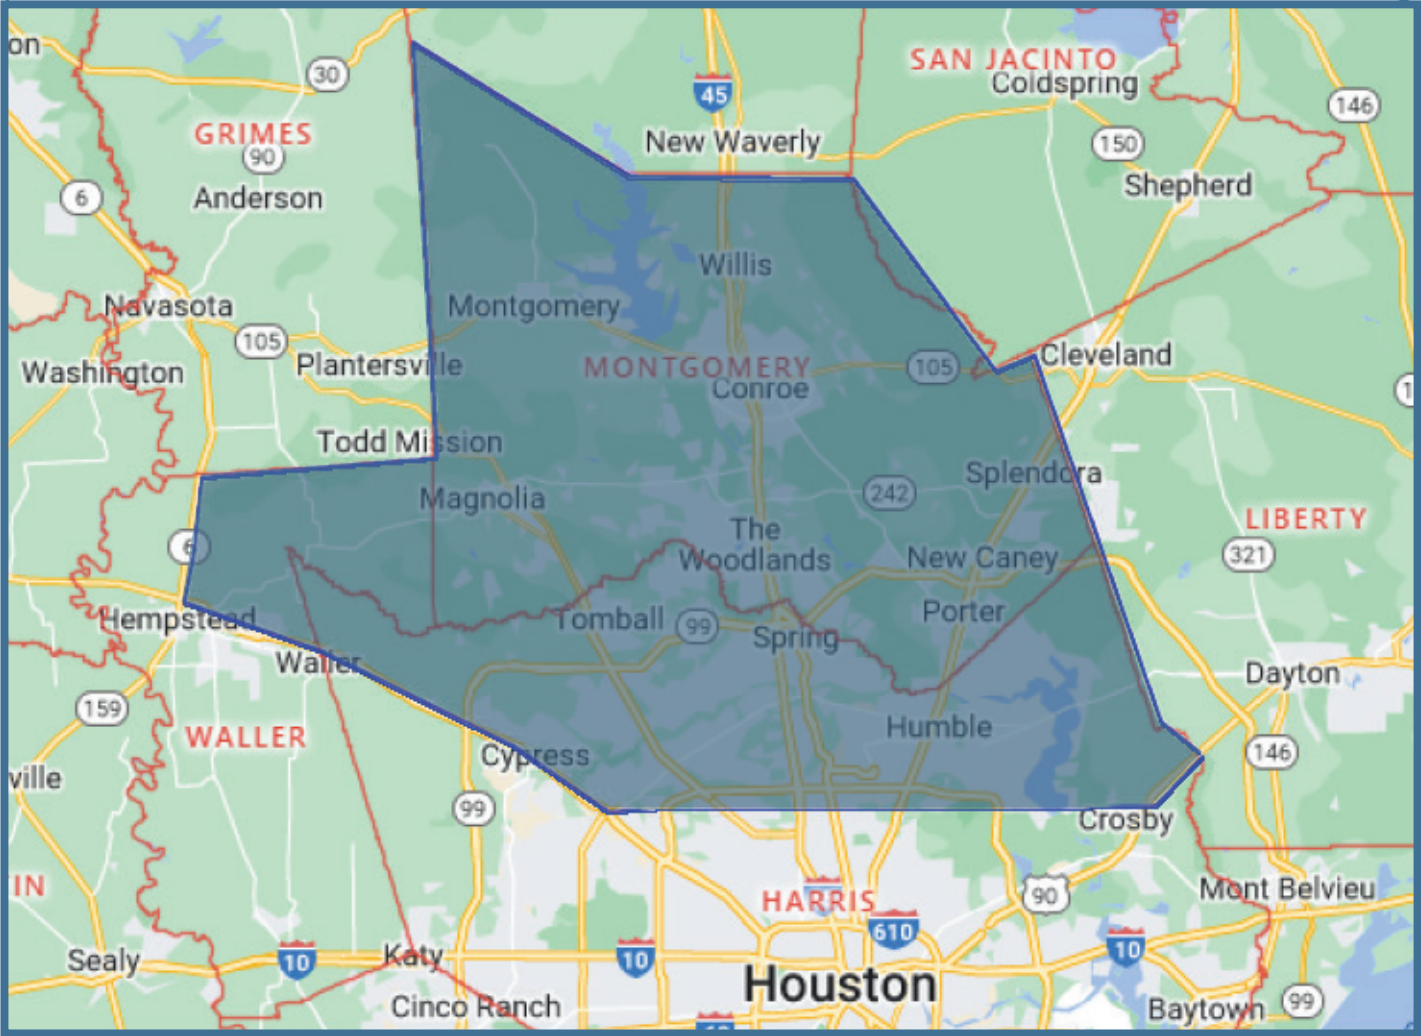 on
30
45
SAN JACINTO
Coldspring
146
GRIMES
90
New Waverly
150
6
Anderson
Shepherd
Willis
Navasota
Montgomery
105
Plantersville
MONTGOMERY
105
Cleveland
Washington
Conroe
1
Todd Mission
Splendora
Magnolia
242
LIBERTY
The
Woodlands
6
New Caney
321
Hempstead
Tomball
99
Spring
Porter
Waller
Dayton
159
WALLER
Humble
Cypress
146
ville
99
Crosby
IN
HARRIS
90
Mont Belvieu
610
Sealy
10
Katy
10
10
Houston
Cinco Ranch
Baytown
99